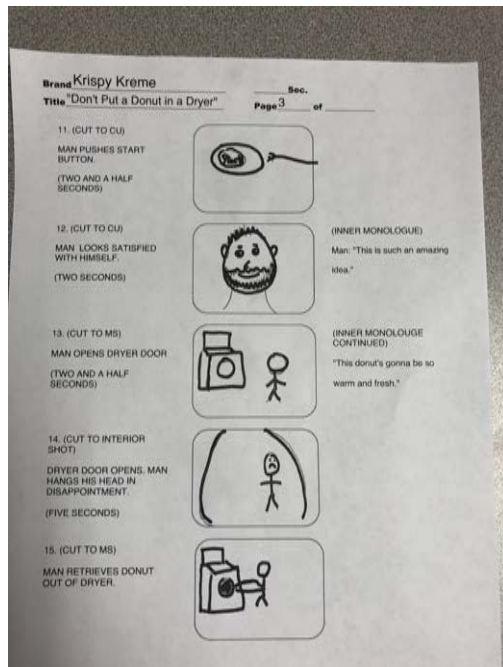 Brand Krispy Kreme
Sec.
Title "Don't Put a Donut in a Dryer"
Page 3 of
11. (CUT TO CU)
MAN PUSHES START
BUTTON.
(TWO AND A HALF
SECONDS)
Start
12. (CUT TO CU)
MAN LOOKS SATISFIED
WITH HIMSELF.
(TWO SECONDS)
(INNER MONOLOGUE)
Man: "This is such an amazing
idea."
13. (CUT TO MS)
MAN OPENS DRYER DOOR
(TWO AND A HALF
SECONDS)
(INNER MONOLOUGE
CONTINUED)
"This donut's gonna be so
warm and fresh."
14. (CUT TO INTERIOR
SHOT)
DRYER DOOR OPENS. MAN
HANGS HIS HEAD IN
DISAPPOINTMENT.
(FIVE SECONDS)
15. (CUT TO MS)
MAN RETRIEVES DONUT
OUT OF DRYER.